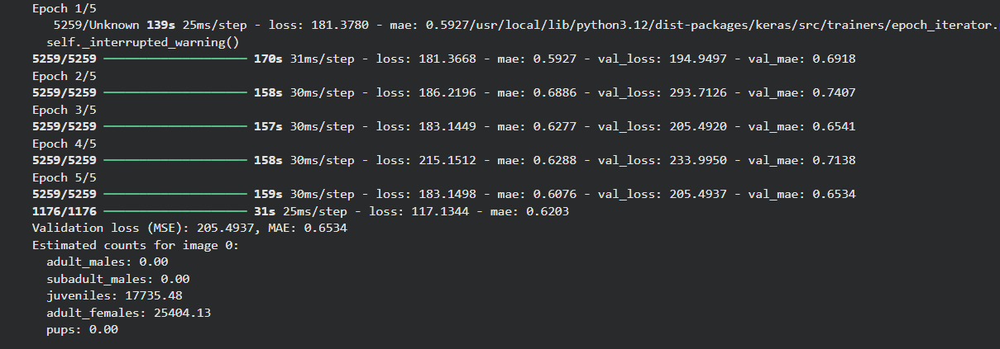 Epoch 1/5
5259/Unknown 139s 25ms/step - loss: 181.3780 - mae: 0.5927/usr/local/lib/python3.12/dist-packages/keras/src/trainers/epoch_iterator.
self._interrupted_warning()
5259/5259 ━━━━━━━━━━━━━━━━━━━━ 170s 31ms/step - loss: 181.3668 - mae: 0.5927 - val_loss: 194.9497 - val_mae: 0.6918
Epoch 2/5
5259/5259 ━━━━━━━━━━━━━━━━━━━━ 158s 30ms/step - loss: 186.2196 - mae: 0.6886 - val_loss: 293.7126 - val_mae: 0.7407
Epoch 3/5
5259/5259 ━━━━━━━━━━━━━━━━━━━━ 157s 30ms/step - loss: 183.1449 - mae: 0.6277 - val_loss: 205.4920 - val_mae: 0.6541
Epoch 4/5
5259/5259 ━━━━━━━━━━━━━━━━━━━━ 158s 30ms/step - loss: 215.1512 - mae: 0.6288 - val_loss: 233.9950 - val_mae: 0.7138
Epoch 5/5
5259/5259 ━━━━━━━━━━━━━━━━━━━━ 159s 30ms/step - loss: 183.1498 - mae: 0.6076 - val_loss: 205.4937 - val_mae: 0.6534
1176/1176 ━━━━━━━━━━━━━━━━━━━━ 31s 25ms/step - loss: 117.1344 - mae: 0.6203
Validation loss (MSE): 205.4937, MAE: 0.6534
Estimated counts for image 0:
adult_males: 0.00
subadult_males: 0.00
juveniles: 17735.48
adult_females: 25404.13
pups: 0.00